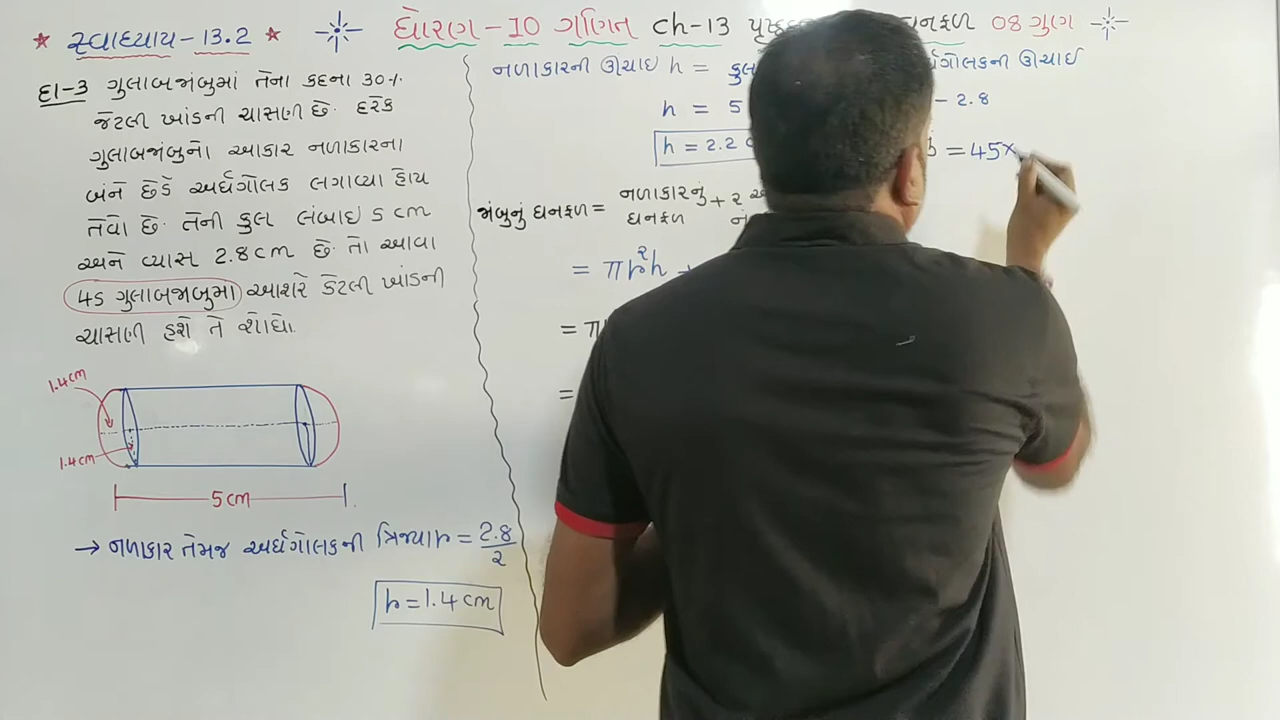 ★ સ્વાધ્યાય-13.2 ★ ધોરણ-10 ગણિત ch-13 08 ગુણ
દા-3 ગુલાબજાંબુમાં તેના કદના 30%
જેટલી ખાંડની ચાસણી છે. દરેક
ગુલાબજાંબુનો આકાર નળાકારના
બંને છેડે અર્ધગોલક લગાવ્યા હોય
તેવો છે. તેની કુલ લંબાઇ 5 cm
અને વ્યાસ 2.8 cm છે. તો આવા
45 ગુલાબજાંબુમાં આશરે કેટલી ખાંડની
ચાસણી હશે તે શોધો.
1.4cm
1.4cm
5cm
→ નળાકાર તેમજ અર્ધગોલકની ત્રિજ્યા r = 2.8/2
r = 1.4 cm
નળાકારની ઊંચાઇ h =
ની ઊંચાઈ
h = 5
- 2.8
h = 2.2
= 45×
જાંબુનું ઘનફળ = નળાકારનું ઘનફળ + 2
= πr²h +
= π
=